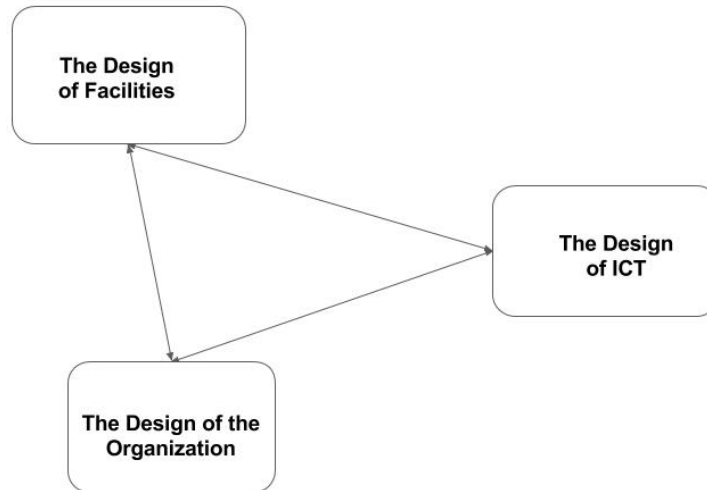 The Design
of Facilities
The Design
of ICT
The Design of the
Organization